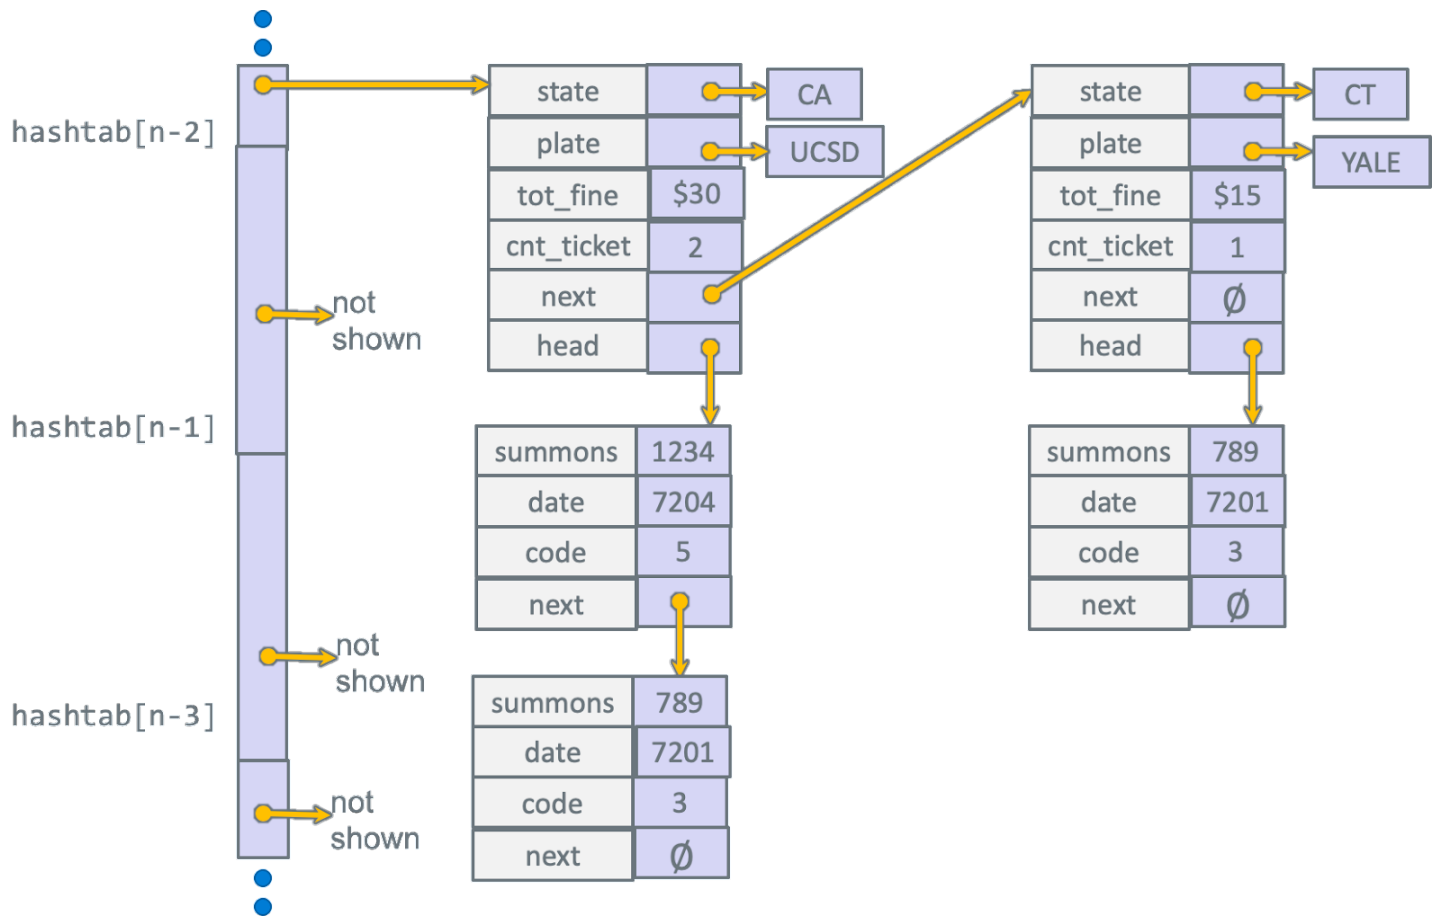 hashtab[n-2]
not
shown
hashtab[n-1]
not
shown
hashtab[n-3]
not
shown
state
CA
plate
UCSD
tot_fine $30
cnt_ticket 2
next
head
summons 1234
date 7204
code 5
next
summons 789
date 7201
code 3
next Ø
state
CT
plate
YALE
tot_fine $15
cnt_ticket 1
next Ø
head
summons 789
date 7201
code 3
next Ø